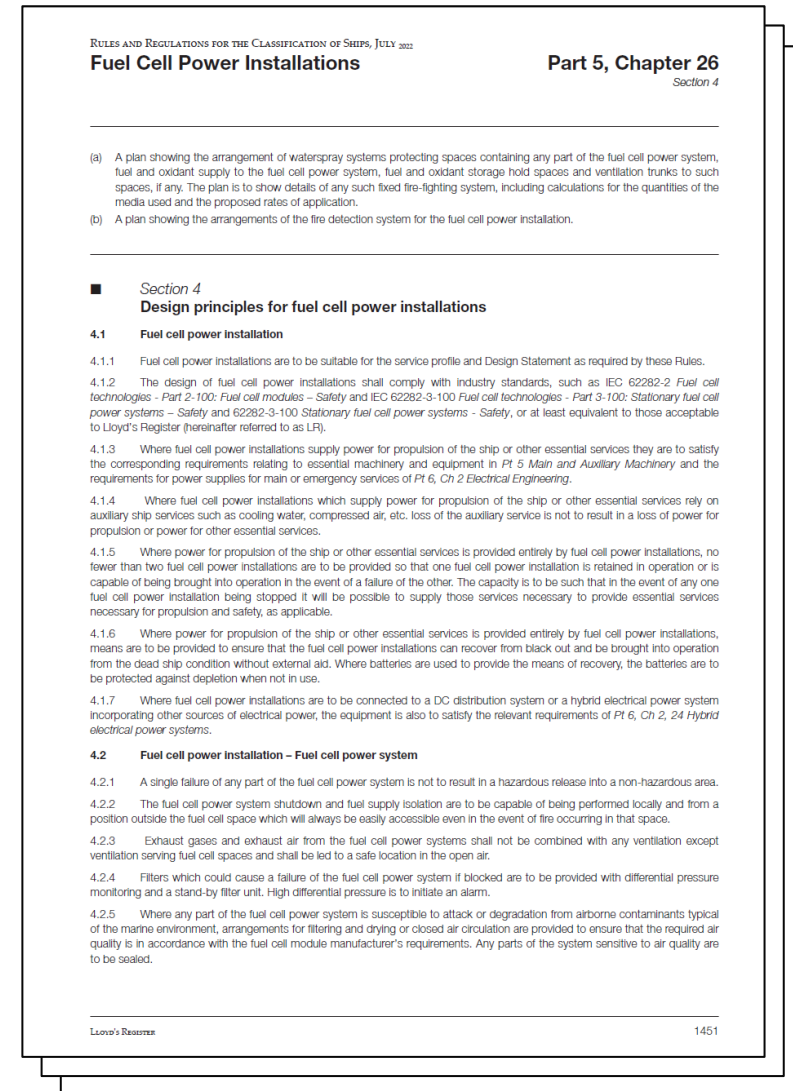 RULES AND REGULATIONS FOR THE CLASSIFICATION OF SHIPS, JULY 2022
Fuel Cell Power Installations
Part 5, Chapter 26
Section 4
(a) A plan showing the arrangement of waterspray systems protecting spaces containing any part of the fuel cell power system,
fuel and oxidant supply to the fuel cell power system, fuel and oxidant storage hold spaces and ventilation trunks to such
spaces, if any. The plan is to show details of any such fixed fire-fighting system, including calculations for the quantities of the
media used and the proposed rates of application.
(b) A plan showing the arrangements of the fire detection system for the fuel cell power installation.
■ Section 4
Design principles for fuel cell power installations
4.1 Fuel cell power installation
4.1.1 Fuel cell power installations are to be suitable for the service profile and Design Statement as required by these Rules.
4.1.2 The design of fuel cell power installations shall comply with industry standards, such as IEC 62282-2 Fuel cell
technologies - Part 2-100: Fuel cell modules – Safety and IEC 62282-3-100 Fuel cell technologies - Part 3-100: Stationary fuel cell
power systems – Safety and 62282-3-100 Stationary fuel cell power systems - Safety, or at least equivalent to those acceptable
to Lloyd's Register (hereinafter referred to as LR).
4.1.3 Where fuel cell power installations supply power for propulsion of the ship or other essential services they are to satisfy
the corresponding requirements relating to essential machinery and equipment in Pt 5 Main and Auxiliary Machinery and the
requirements for power supplies for main or emergency services of Pt 6, Ch 2 Electrical Engineering.
4.1.4 Where fuel cell power installations which supply power for propulsion of the ship or other essential services rely on
auxiliary ship services such as cooling water, compressed air, etc. loss of the auxiliary service is not to result in a loss of power for
propulsion or power for other essential services.
4.1.5 Where power for propulsion of the ship or other essential services is provided entirely by fuel cell power installations, no
fewer than two fuel cell power installations are to be provided so that one fuel cell power installation is retained in operation or is
capable of being brought into operation in the event of a failure of the other. The capacity is to be such that in the event of any one
fuel cell power installation being stopped it will be possible to supply those services necessary to provide essential services
necessary for propulsion and safety, as applicable.
4.1.6 Where power for propulsion of the ship or other essential services is provided entirely by fuel cell power installations,
means are to be provided to ensure that the fuel cell power installations can recover from black out and be brought into operation
from the dead ship condition without external aid. Where batteries are used to provide the means of recovery, the batteries are to
be protected against depletion when not in use.
4.1.7 Where fuel cell power installations are to be connected to a DC distribution system or a hybrid electrical power system
incorporating other sources of electrical power, the equipment is also to satisfy the relevant requirements of Pt 6, Ch 2, 24 Hybrid
electrical power systems.
4.2 Fuel cell power installation – Fuel cell power system
4.2.1 A single failure of any part of the fuel cell power system is not to result in a hazardous release into a non-hazardous area.
4.2.2 The fuel cell power system shutdown and fuel supply isolation are to be capable of being performed locally and from a
position outside the fuel cell space which will always be easily accessible even in the event of fire occurring in that space.
4.2.3 Exhaust gases and exhaust air from the fuel cell power systems shall not be combined with any ventilation except
ventilation serving fuel cell spaces and shall be led to a safe location in the open air.
4.2.4 Filters which could cause a failure of the fuel cell power system if blocked are to be provided with differential pressure
monitoring and a stand-by filter unit. High differential pressure is to initiate an alarm.
4.2.5 Where any part of the fuel cell power system is susceptible to attack or degradation from airborne contaminants typical
of the marine environment, arrangements for filtering and drying or closed air circulation are provided to ensure that the required air
quality is in accordance with the fuel cell module manufacturer's requirements. Any parts of the system sensitive to air quality are
to be sealed.
LLOYD'S REGISTER
1451